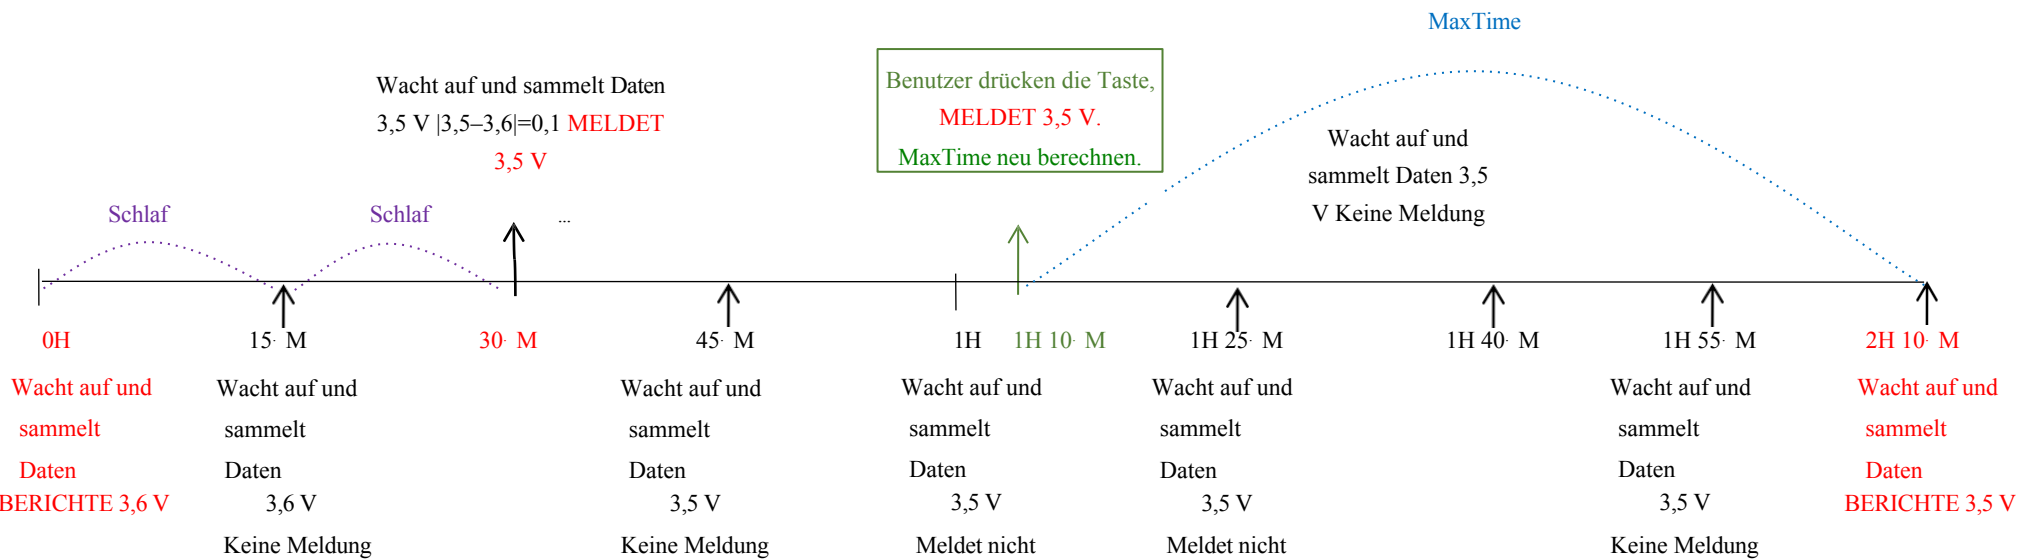 MaxTime
Wacht auf und sammelt Daten
3,5 V |3,5–3,6|=0,1 MELDET
3,5 V
Benutzer drücken die Taste,
MELDET 3,5 V.
MaxTime neu berechnen.
Wacht auf und
sammelt Daten 3,5
V Keine Meldung
Schlaf
Schlaf
...
0H
15· M
30· M
45· M
1H
1H 10· M
1H 25· M
1H 40· M
1H 55· M
2H 10· M
Wacht auf und
sammelt
Daten
BERICHTE 3,6 V
Wacht auf und
sammelt
Daten
3,6 V
Keine Meldung
Wacht auf und
sammelt
Daten
3,5 V
Keine Meldung
Wacht auf und
sammelt
Daten
3,5 V
Meldet nicht
Wacht auf und
sammelt
Daten
3,5 V
Meldet nicht
Wacht auf und
sammelt
Daten
3,5 V
Keine Meldung
Wacht auf und
sammelt
Daten
BERICHTE 3,5 V